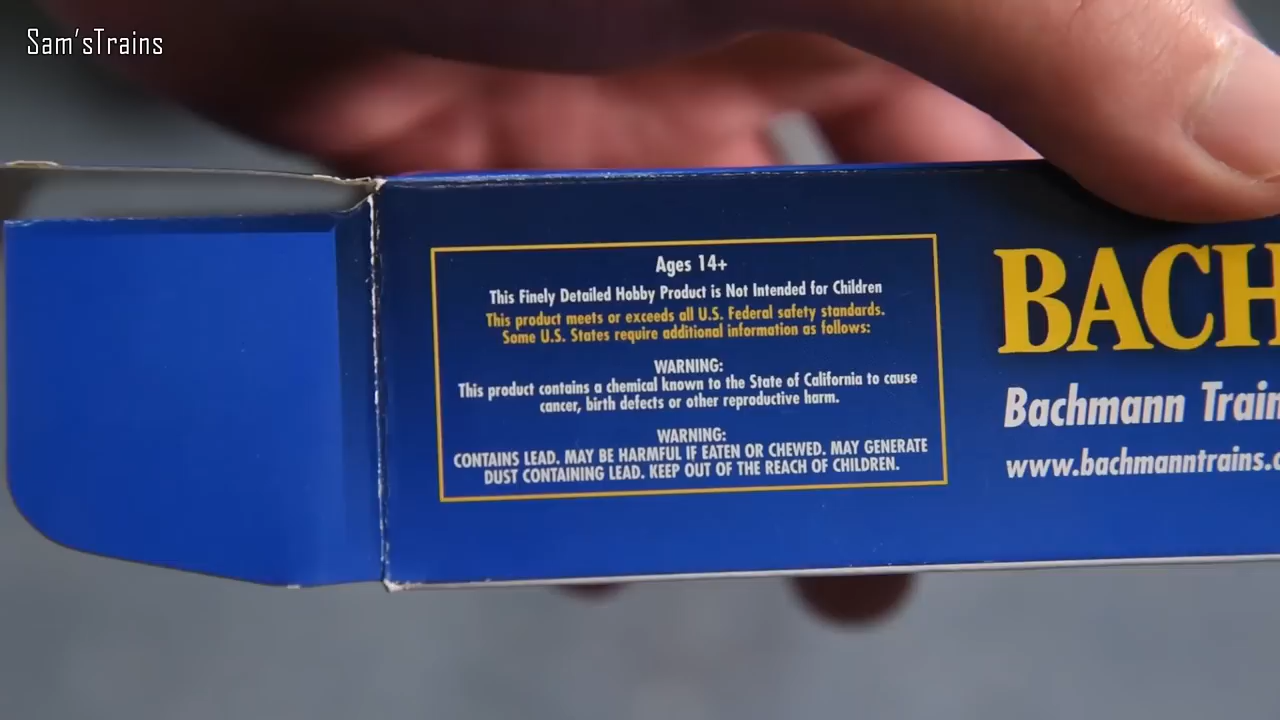 Sam'sTrains
Ages 14+
This Finely Detailed Hobby Product is Not Intended for Children
This product meets or exceeds all U.S. Federal safety standards.
Some U.S. States require additional information as follows:
WARNING:
This product contains a chemical known to the State of California to cause
cancer, birth defects or other reproductive harm.
WARNING:
CONTAINS LEAD. MAY BE HARMFUL IF EATEN OR CHEWED. MAY GENERATE
DUST CONTAINING LEAD. KEEP OUT OF THE REACH OF CHILDREN.
BACH
Bachmann Train
www.bachmanntrains.c